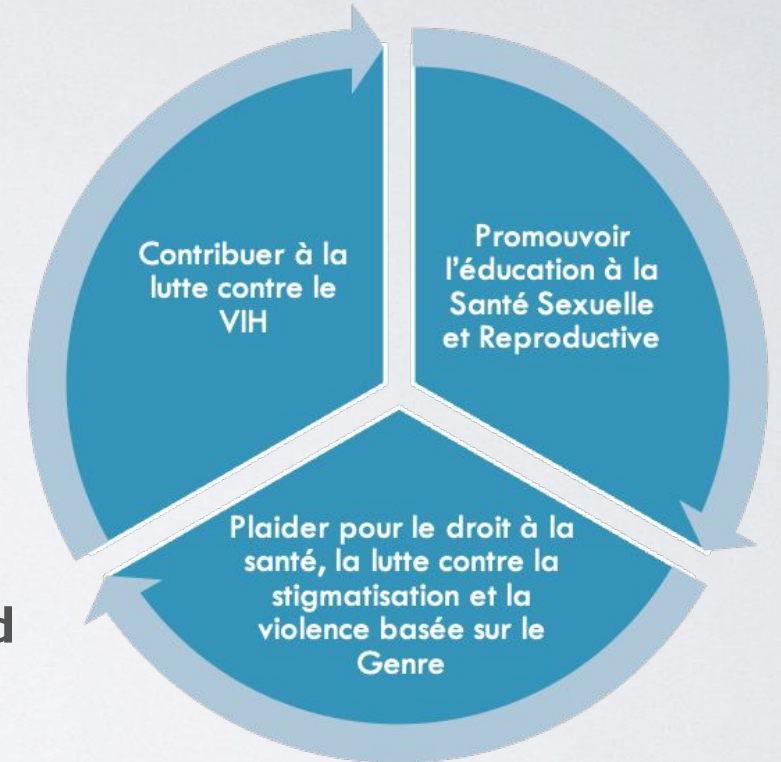 Contribuer à la
lutte contre le
VIH
Promouvoir
l'éducation à la
Santé Sexuelle
et Reproductive
Plaider pour le droit à la
santé, la lutte contre la
stigmatisation et la
violence basée sur le
Genre
d